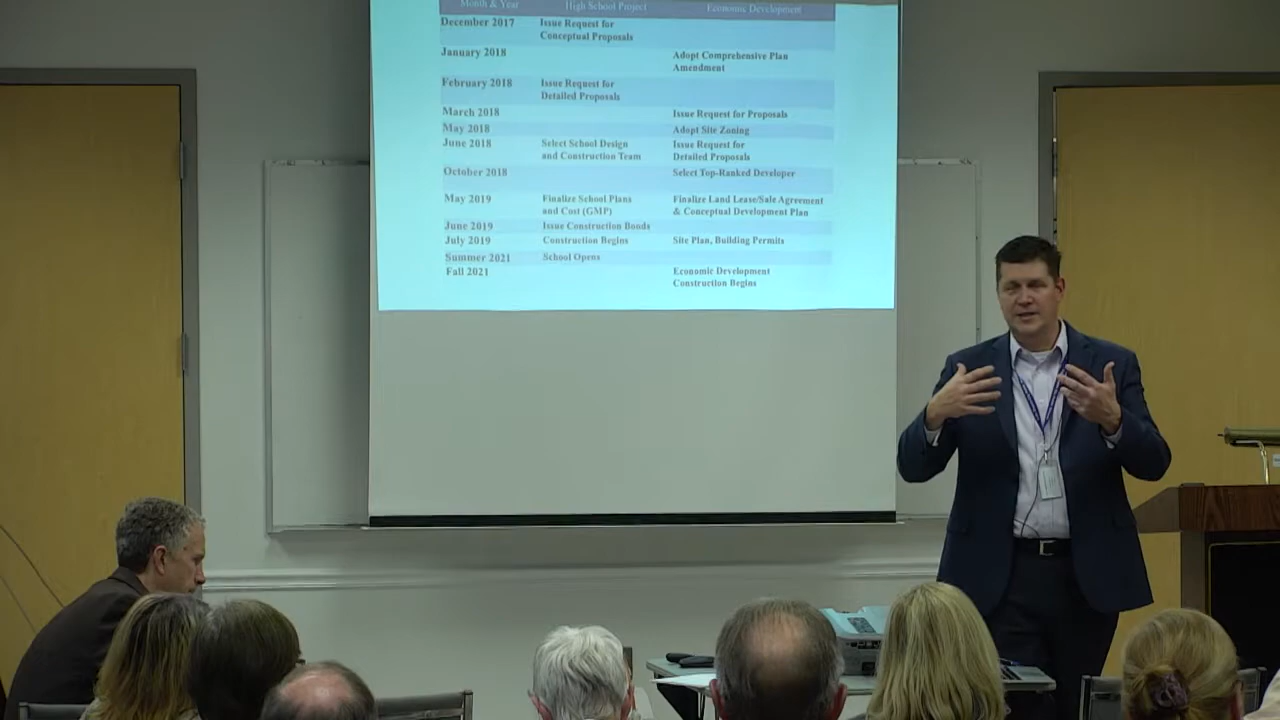 Month & Year High School Project Economic Development
December 2017 Issue Request for
Conceptual Proposals
January 2018 Adopt Comprehensive Plan
Amendment
February 2018 Issue Request for
Detailed Proposals
March 2018 Issue Request for Proposals
May 2018 Adopt Site Zoning
June 2018 Select School Design Issue Request for
and Construction Team Detailed Proposals
October 2018 Select Top-Ranked Developer
May 2019 Finalize School Plans Finalize Land Lease/Sale Agreement
and Cost (GMP) & Conceptual Development Plan
June 2019 Issue Construction Bonds
July 2019 Construction Begins Site Plan, Building Permits
Summer 2021 School Opens
Fall 2021 Economic Development
Construction Begins